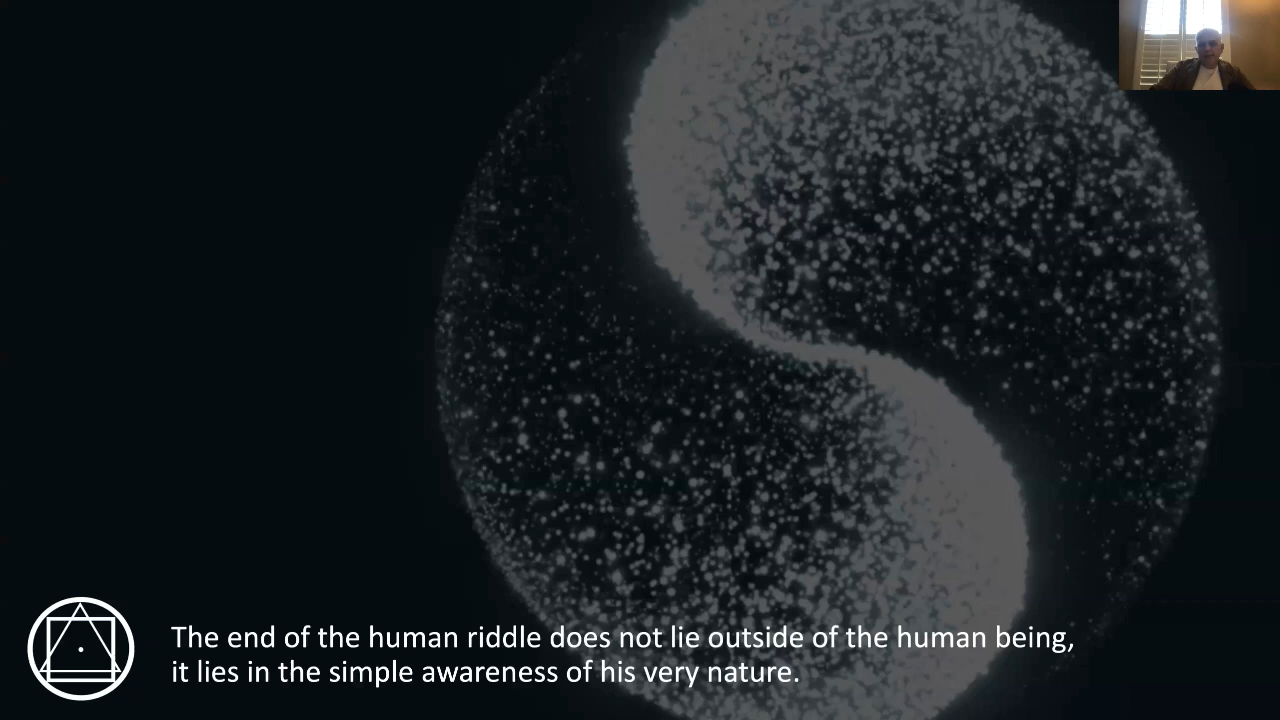 The end of the human riddle does not lie outside of the human being,
it lies in the simple awareness of his very nature.